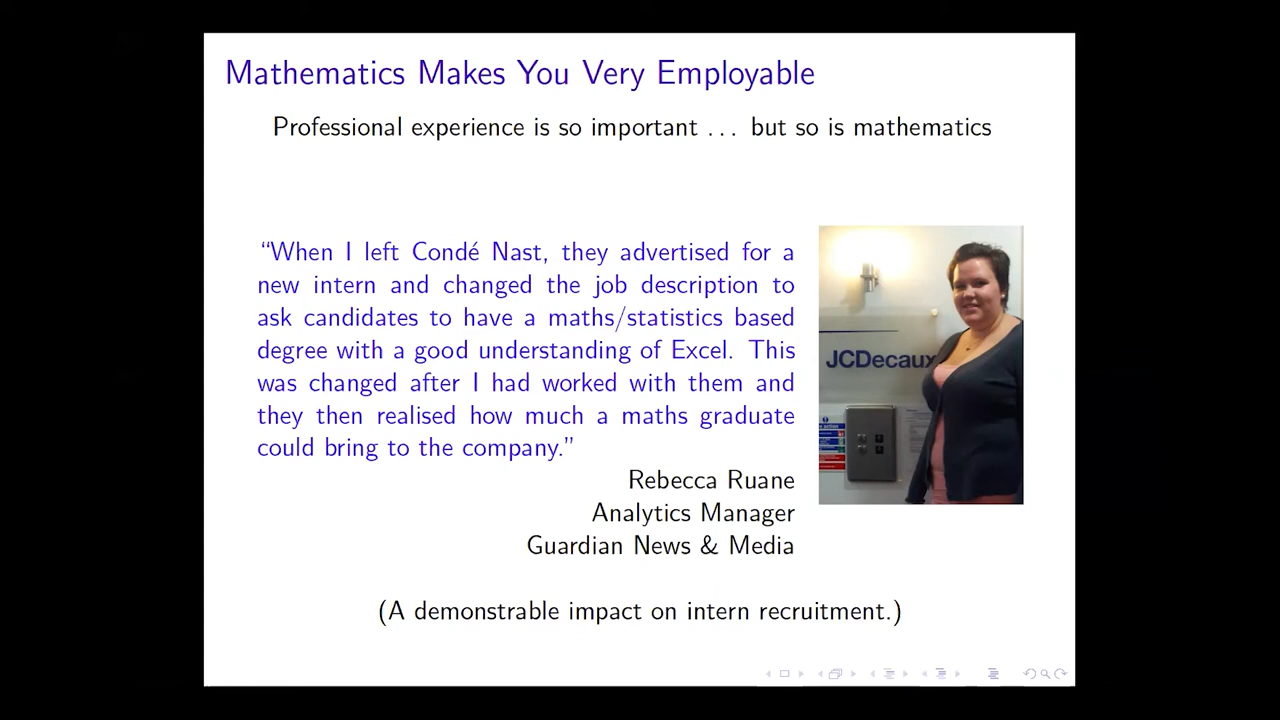 Mathematics Makes You Very Employable
Professional experience is so important ... but so is mathematics
“When I left Condé Nast, they advertised for a
new intern and changed the job description to
ask candidates to have a maths/statistics based
degree with a good understanding of Excel. This
was changed after I had worked with them and
they then realised how much a maths graduate
could bring to the company.”
JCDecaux
Rebecca Ruane
Analytics Manager
Guardian News & Media
(A demonstrable impact on intern recruitment.)